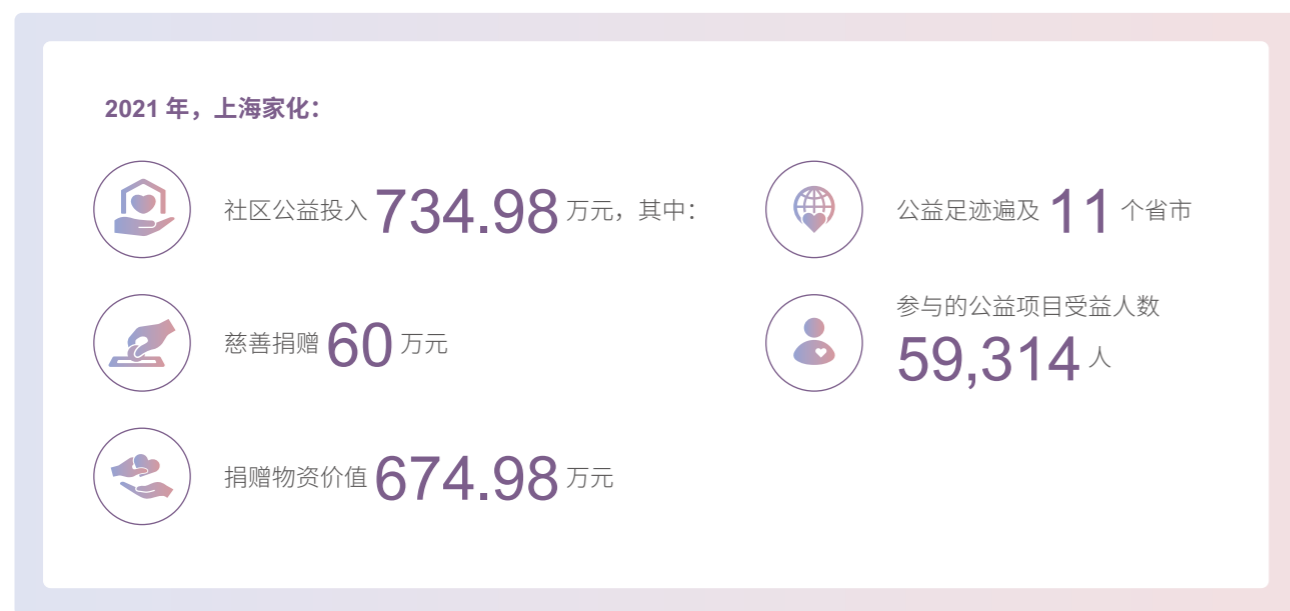 2021 年，上海家化：
社区公益投入 734.98 万元，其中：
慈善捐赠 60 万元
捐赠物资价值 674.98 万元
公益足迹遍及 11 个省市
参与的公益项目受益人数
59,314 人